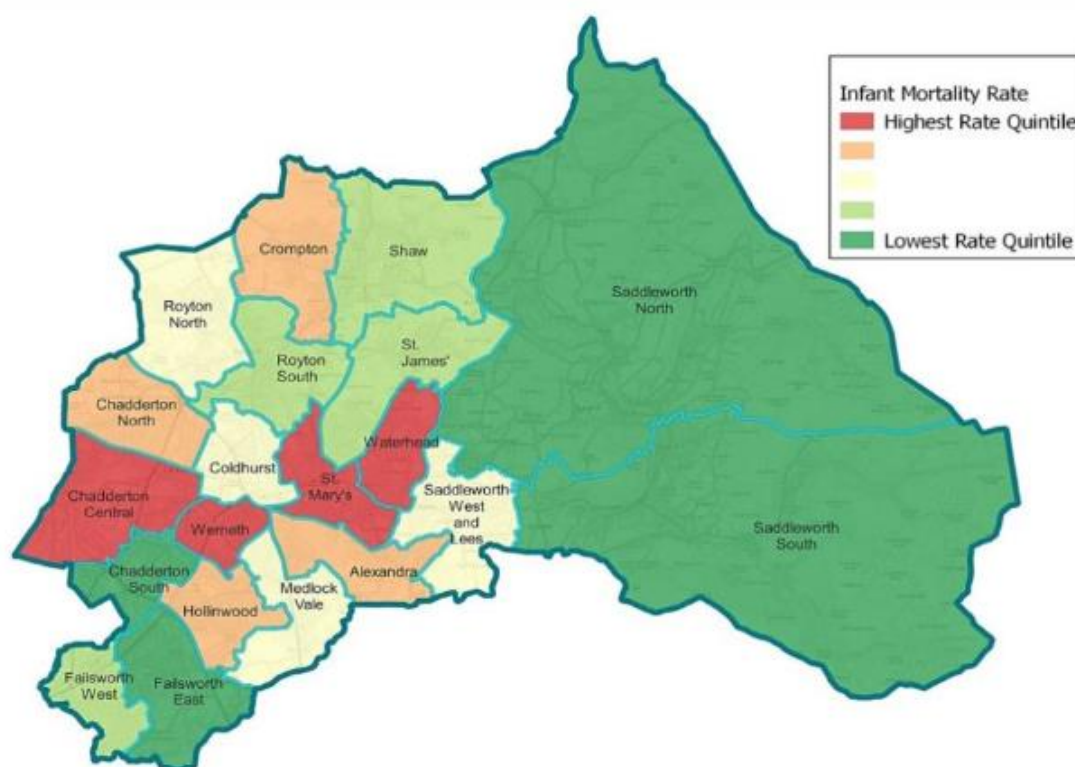 Infant Mortality Rate
Highest Rate Quintile
Lowest Rate Quintile
Crompton
Shaw
Saddleworth
North
Royton
North
St.
James'
Royton
South
Chadderton
North
Waterhead
Coldhurst
St.
Mary's
Saddleworth
West
and
Lees
Chadderton
Central
Werneth
Saddleworth
South
Chadderton
South
Alexandra
Medlock
Vale
Hollinwood
Failsworth
West
Failsworth
East